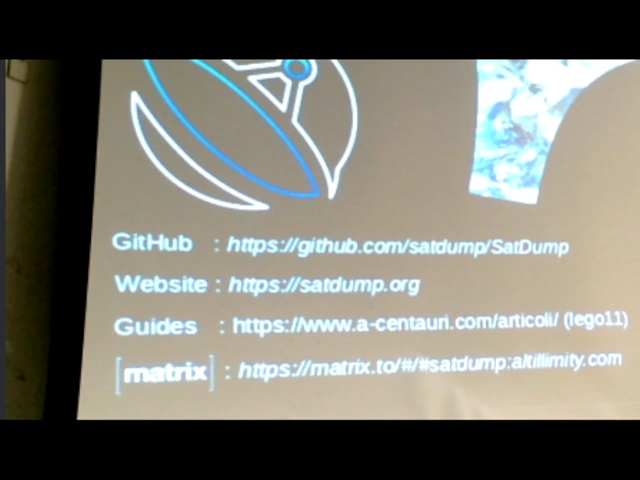 GitHub : https://github.com/satdump/SatDump
Website : https://satdump.org
Guides : https://www.a-centauri.com/articoli/ (lego11)
[matrix] : https://matrix.to/#/#satdump:altillimity.com